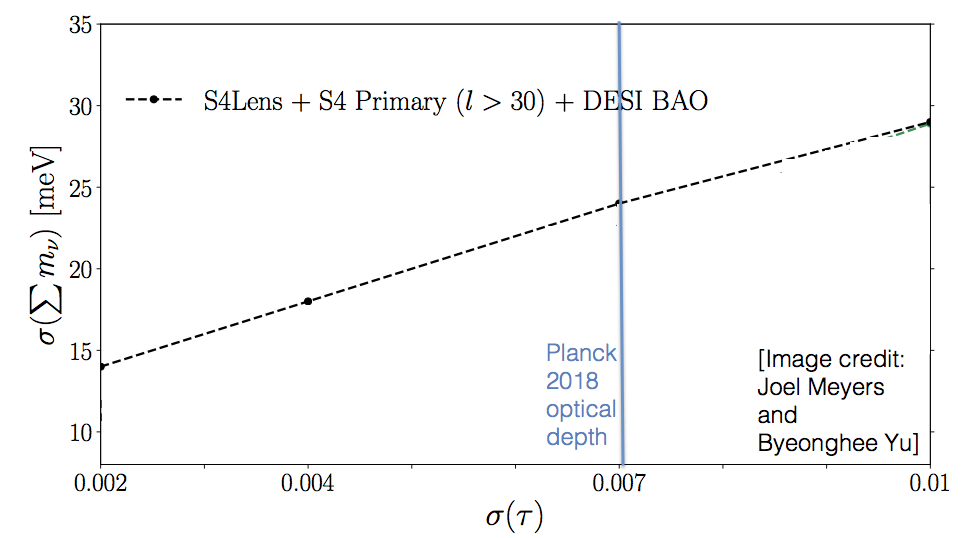 35
30
25
20
15
10
σ(∑ m_ν) [meV]
S4Lens + S4 Primary (l > 30) + DESI BAO
Planck
2018
optical
depth
[Image credit:
Joel Meyers
and
Byeonghee Yu]
0.002 0.004 0.007 0.01
σ(τ)